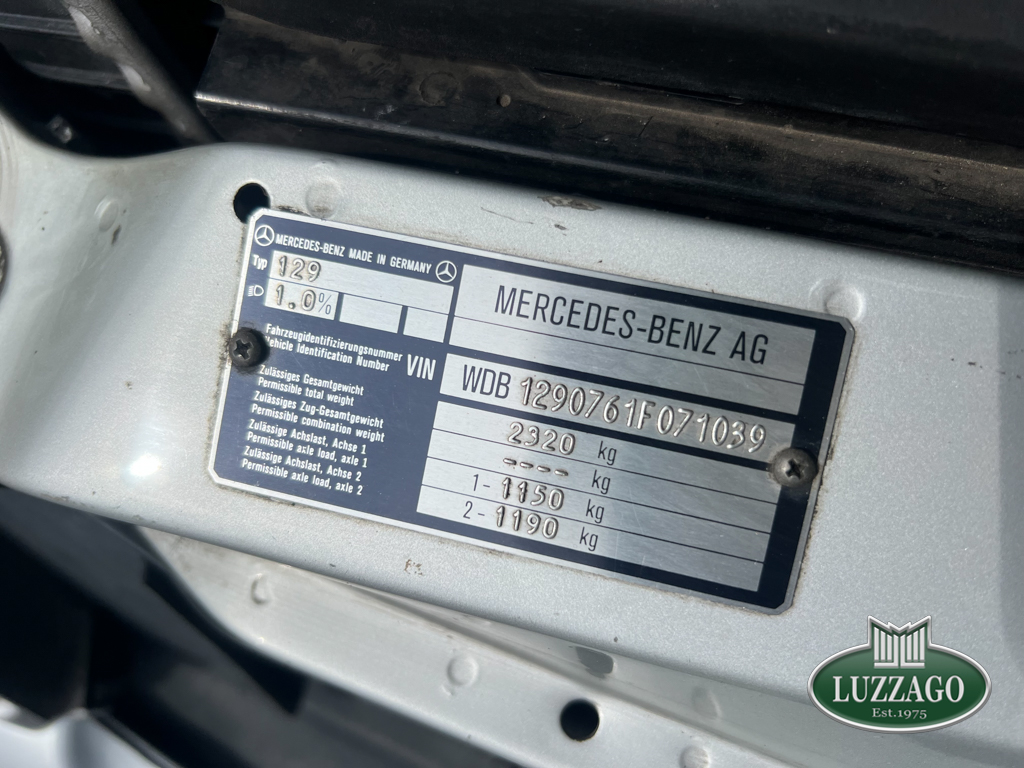 MERCEDES-BENZ MADE IN GERMANY
Typ 129
1.0%
MERCEDES-BENZ AG
Fahrzeugidentifizierungsnummer
Vehicle Identification Number
VIN
WDB 1290761F071039
Zulässiges Gesamtgewicht
Permissible total weight
2320 kg
Zulässiges Zug-Gesamtgewicht
Permissible combination weight
---- kg
Zulässige Achslast, Achse 1
Permissible axle load, axle 1
1- 1150 kg
Zulässige Achslast, Achse 2
Permissible axle load, axle 2
2- 1190 kg
LUZZAGO
Est.1975